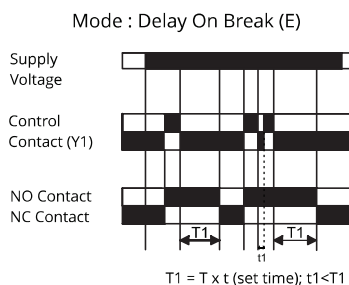 Mode : Delay On Break (E)
Supply
Voltage
Control
Contact (Y1)
NO Contact
NC Contact
T1
T1
t1
T1 = T x t (set time); t1<T1